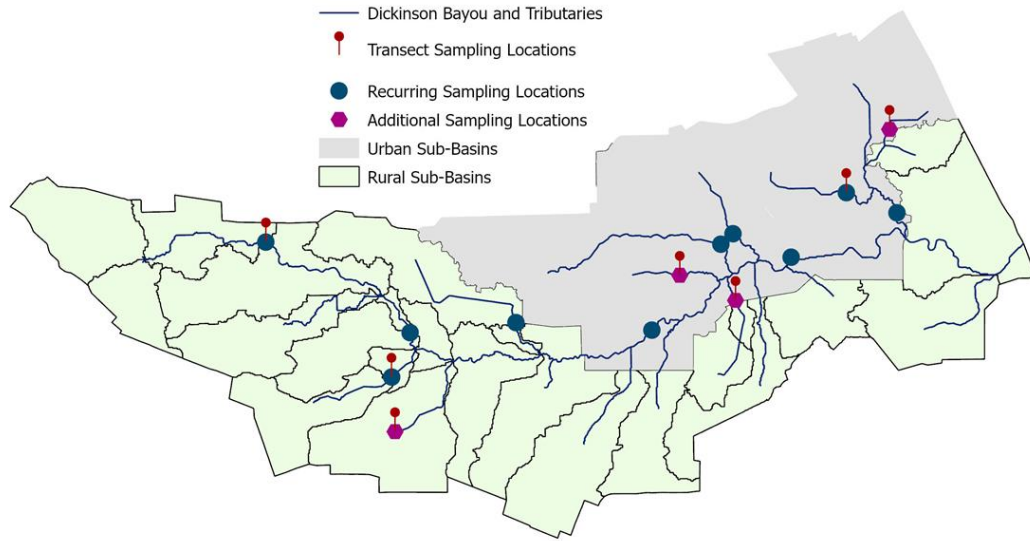 Dickinson Bayou and Tributaries
Transect Sampling Locations
Recurring Sampling Locations
Additional Sampling Locations
Urban Sub-Basins
Rural Sub-Basins